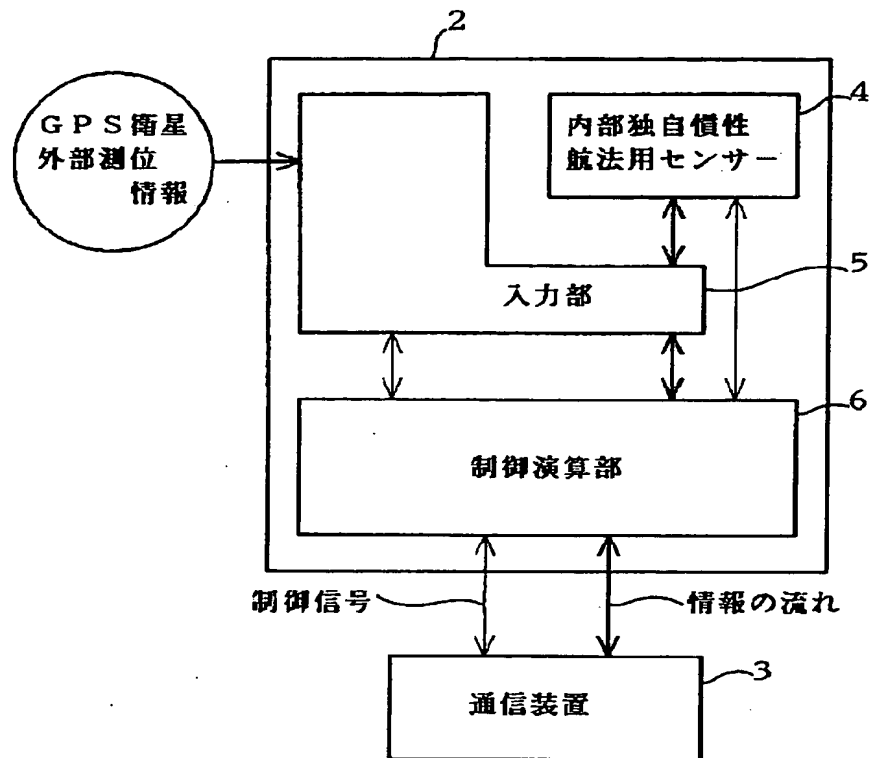 2
GPS衛星
外部測位
情報
内部独自慣性
航法用センサー
4
入力部
5
制御演算部
6
制御信号
情報の流れ
通信装置
3